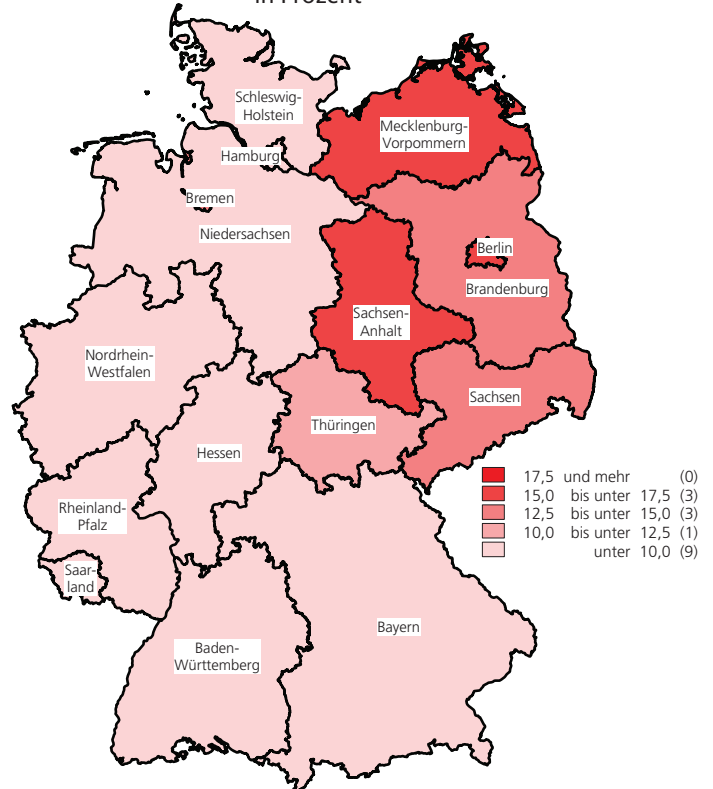 in Prozent
Schleswig-
Holstein
Mecklenburg-
Vorpommern
Hamburg
Bremen
Niedersachsen
Berlin
Brandenburg
Sachsen-
Anhalt
Nordrhein-
Westfalen
Sachsen
Thüringen
Hessen
Rheinland-
Pfalz
Saar-
land
Bayern
Baden-
Württemberg
17,5 und mehr (0)
15,0 bis unter 17,5 (3)
12,5 bis unter 15,0 (3)
10,0 bis unter 12,5 (1)
unter 10,0 (9)